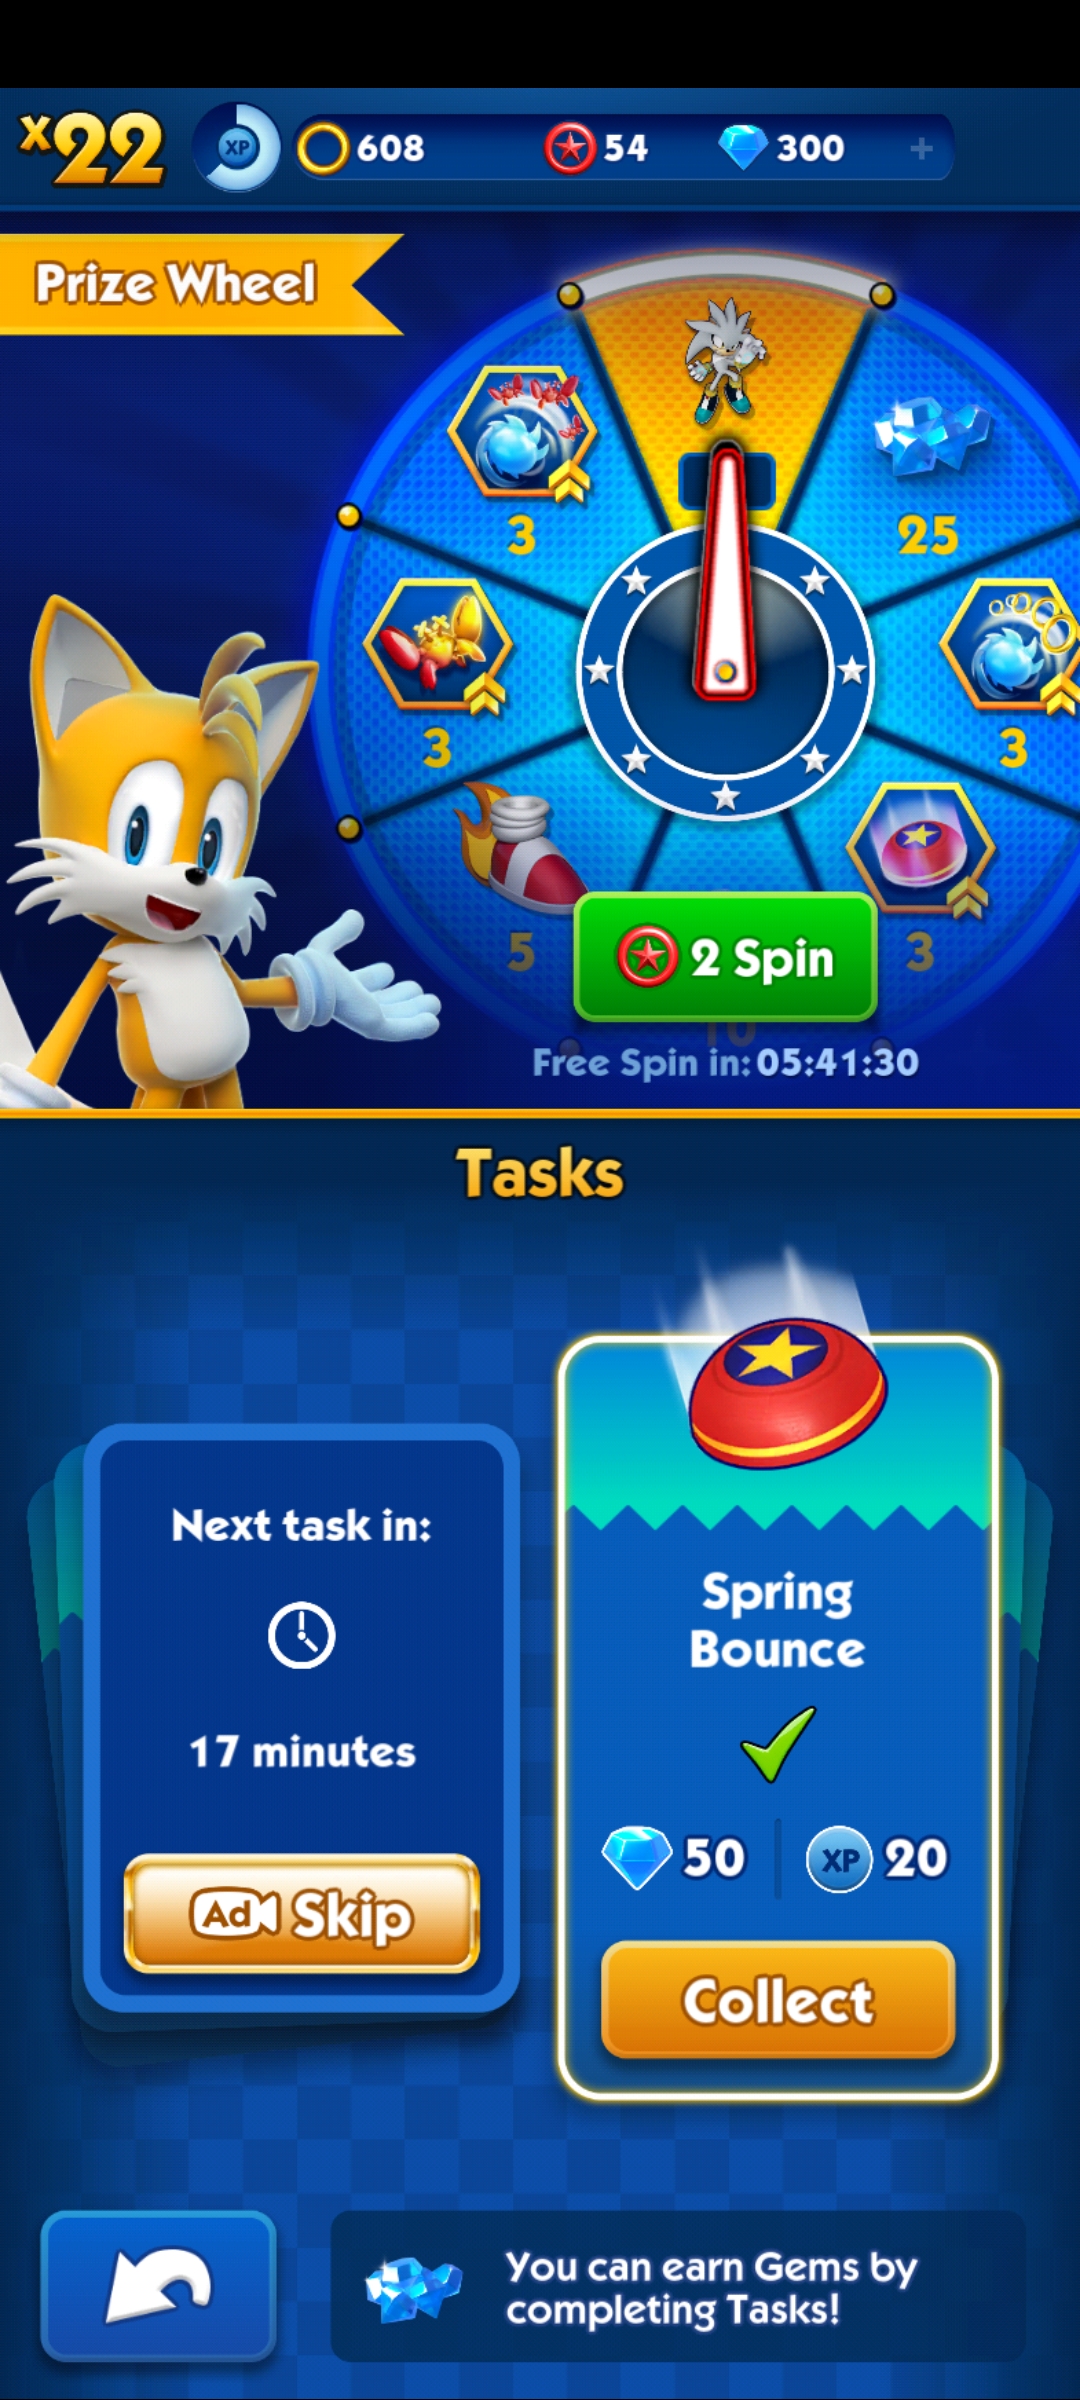 x22
XP
608
54
300
+
Prize Wheel
3
25
3
3
5
2 Spin
3
10
Free Spin in: 05:41:30
Tasks
Next task in:
17 minutes
Ad Skip
Spring
Bounce
50
XP 20
Collect
You can earn Gems by
completing Tasks!